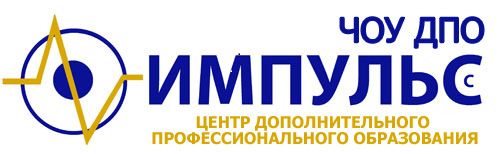 ЧОУ ДПО
ИМПУЛЬС с
ЦЕНТР ДОПОЛНИТЕЛЬНОГО
ПРОФЕССИОНАЛЬНОГО ОБРАЗОВАНИЯ